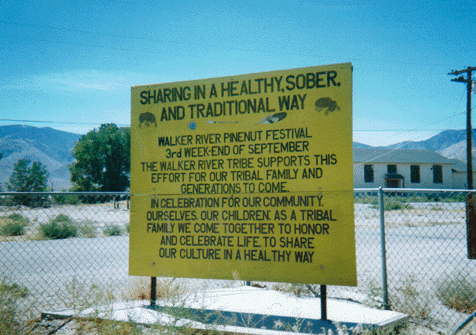 SHARING IN A HEALTHY, SOBER,
AND TRADITIONAL WAY
WALKER RIVER PINENUT FESTIVAL
3rd WEEK-END OF SEPTEMBER
THE WALKER RIVER TRIBE SUPPORTS THIS
EFFORT FOR OUR TRIBAL FAMILY AND
GENERATIONS TO COME.
IN CELEBRATION FOR OUR COMMUNITY,
OURSELVES, OUR CHILDREN, AS A TRIBAL
FAMILY WE COME TOGETHER TO HONOR
AND CELEBRATE LIFE, TO SHARE
OUR CULTURE IN A HEALTHY WAY